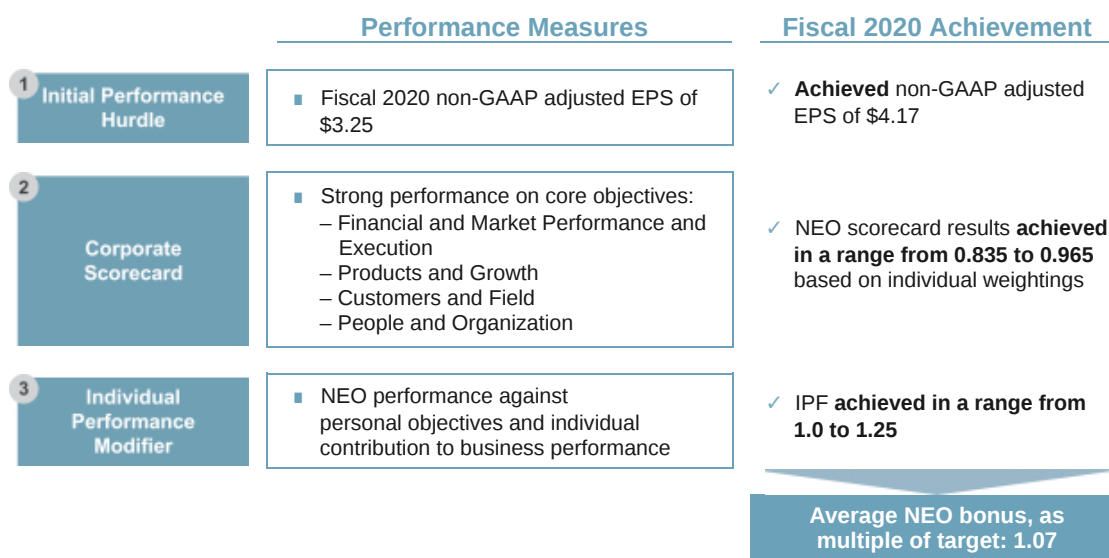 Performance Measures
Fiscal 2020 Achievement
1
Initial Performance
Hurdle
▪ Fiscal 2020 non-GAAP adjusted EPS of
$3.25
✓ Achieved non-GAAP adjusted
EPS of $4.17
2
Corporate
Scorecard
▪ Strong performance on core objectives:
– Financial and Market Performance and
Execution
– Products and Growth
– Customers and Field
– People and Organization
✓ NEO scorecard results achieved
in a range from 0.835 to 0.965
based on individual weightings
3
Individual
Performance
Modifier
▪ NEO performance against
personal objectives and individual
contribution to business performance
✓ IPF achieved in a range from
1.0 to 1.25
Average NEO bonus, as
multiple of target: 1.07